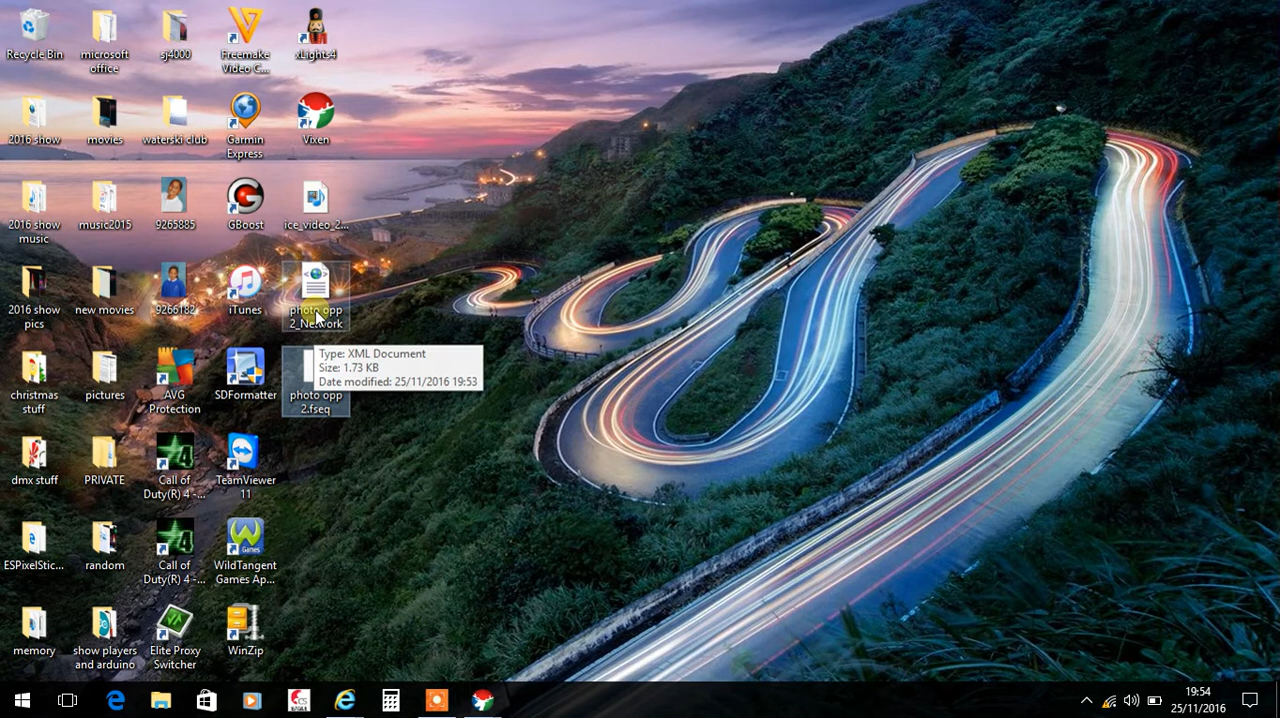 Recycle Bin
microsoft
office
sj4000
Freemake
Video C...
xLights4
2016 show
movies
waterski club
Garmin
Express
Vixen
2016 show
music
music2015
9265885
GBoost
ice_video_2...
2016 show
pics
new movies
9266182
iTunes
photo opp
2_Network
Type: XML Document
Size: 1.73 KB
Date modified: 25/11/2016 19:53
christmas
stuff
pictures
AVG
Protection
SDFormatter
photo opp
2.fseq
dmx stuff
PRIVATE
Call of
Duty(R) 4 -...
TeamViewer
11
ESPixelStic...
random
Call of
Duty(R) 4 -...
Games
WildTangent
Games Ap...
memory
show players
and arduino
Elite Proxy
Switcher
WinZip
19:54
25/11/2016